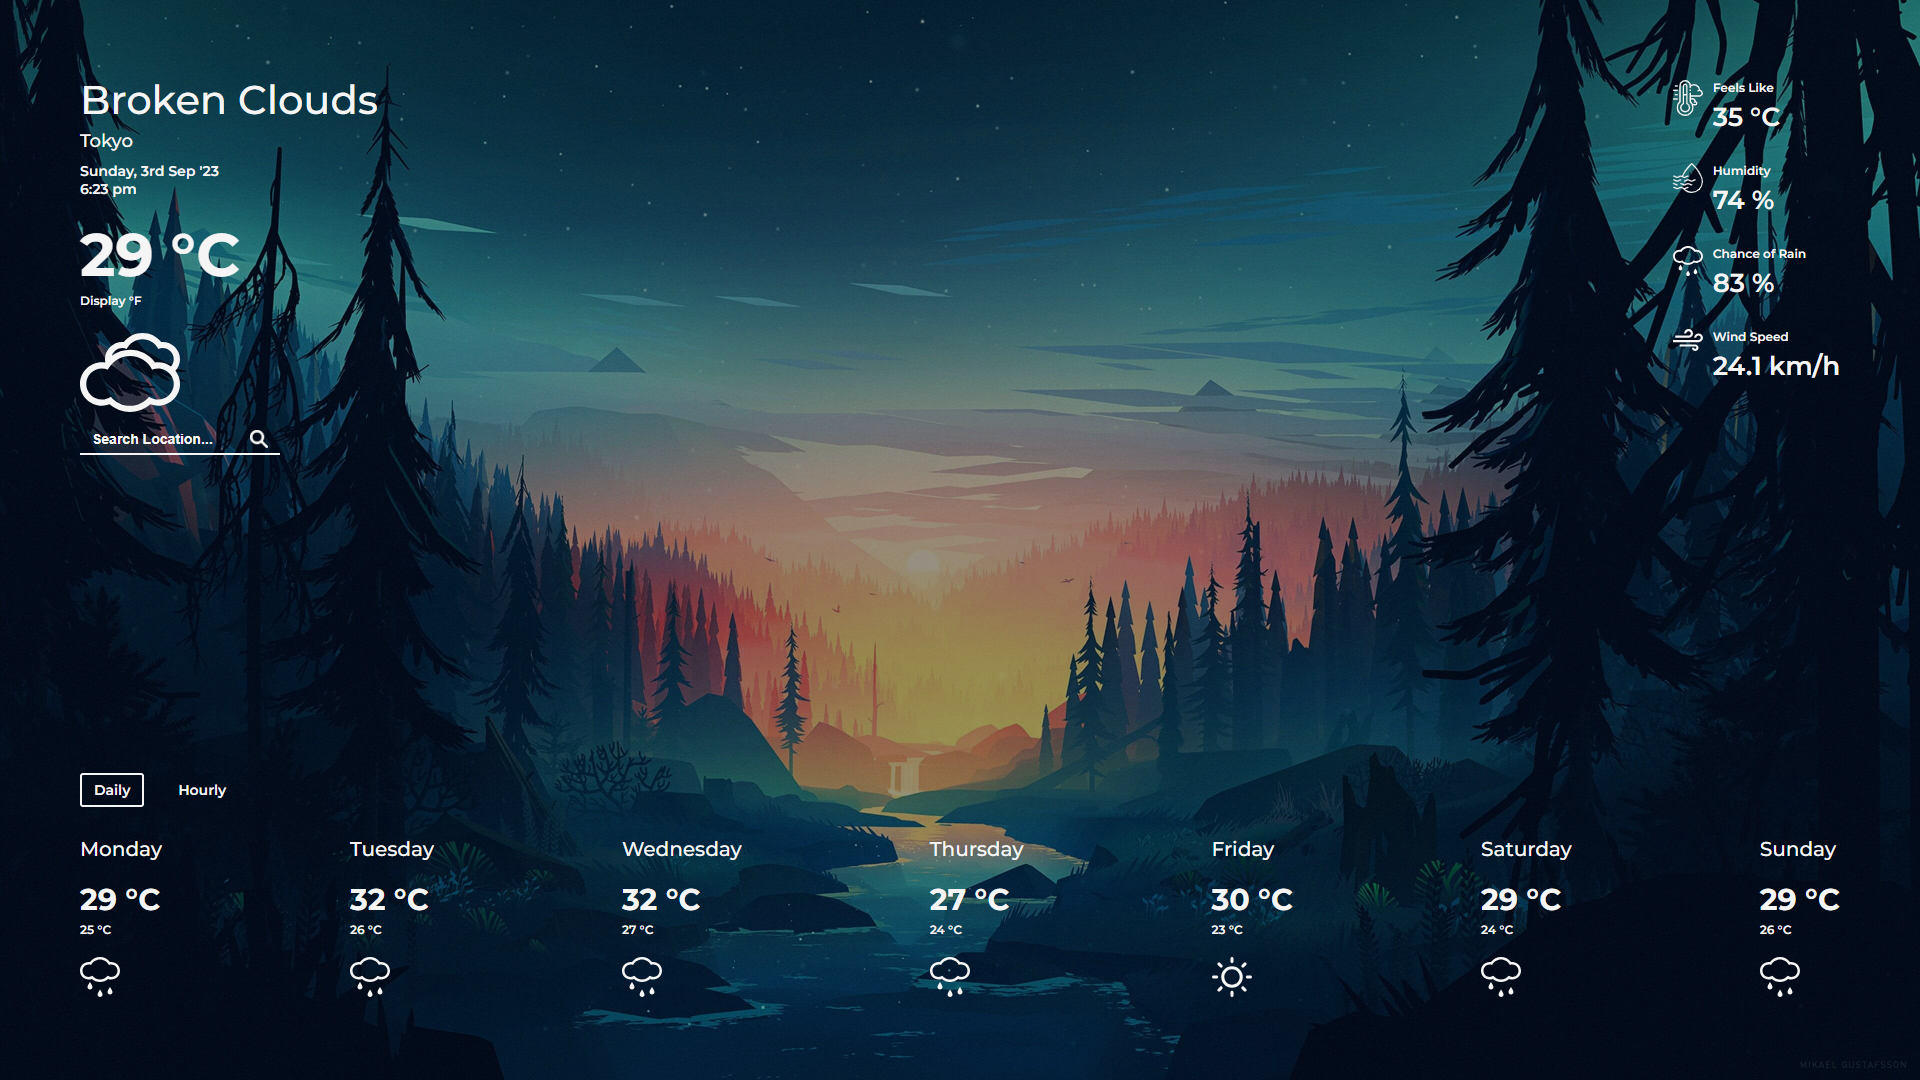 Broken Clouds
Tokyo
Sunday, 3rd Sep '23
6:23 pm
29 °C
Display °F
Search Location...
Feels Like
35 °C
Humidity
74 %
Chance of Rain
83 %
Wind Speed
24.1 km/h
Daily Hourly
Monday Tuesday Wednesday Thursday Friday Saturday Sunday
29 °C 32 °C 32 °C 27 °C 30 °C 29 °C 29 °C
25 °C 26 °C 27 °C 24 °C 23 °C 24 °C 26 °C
MIKAEL GUSTAFSSON